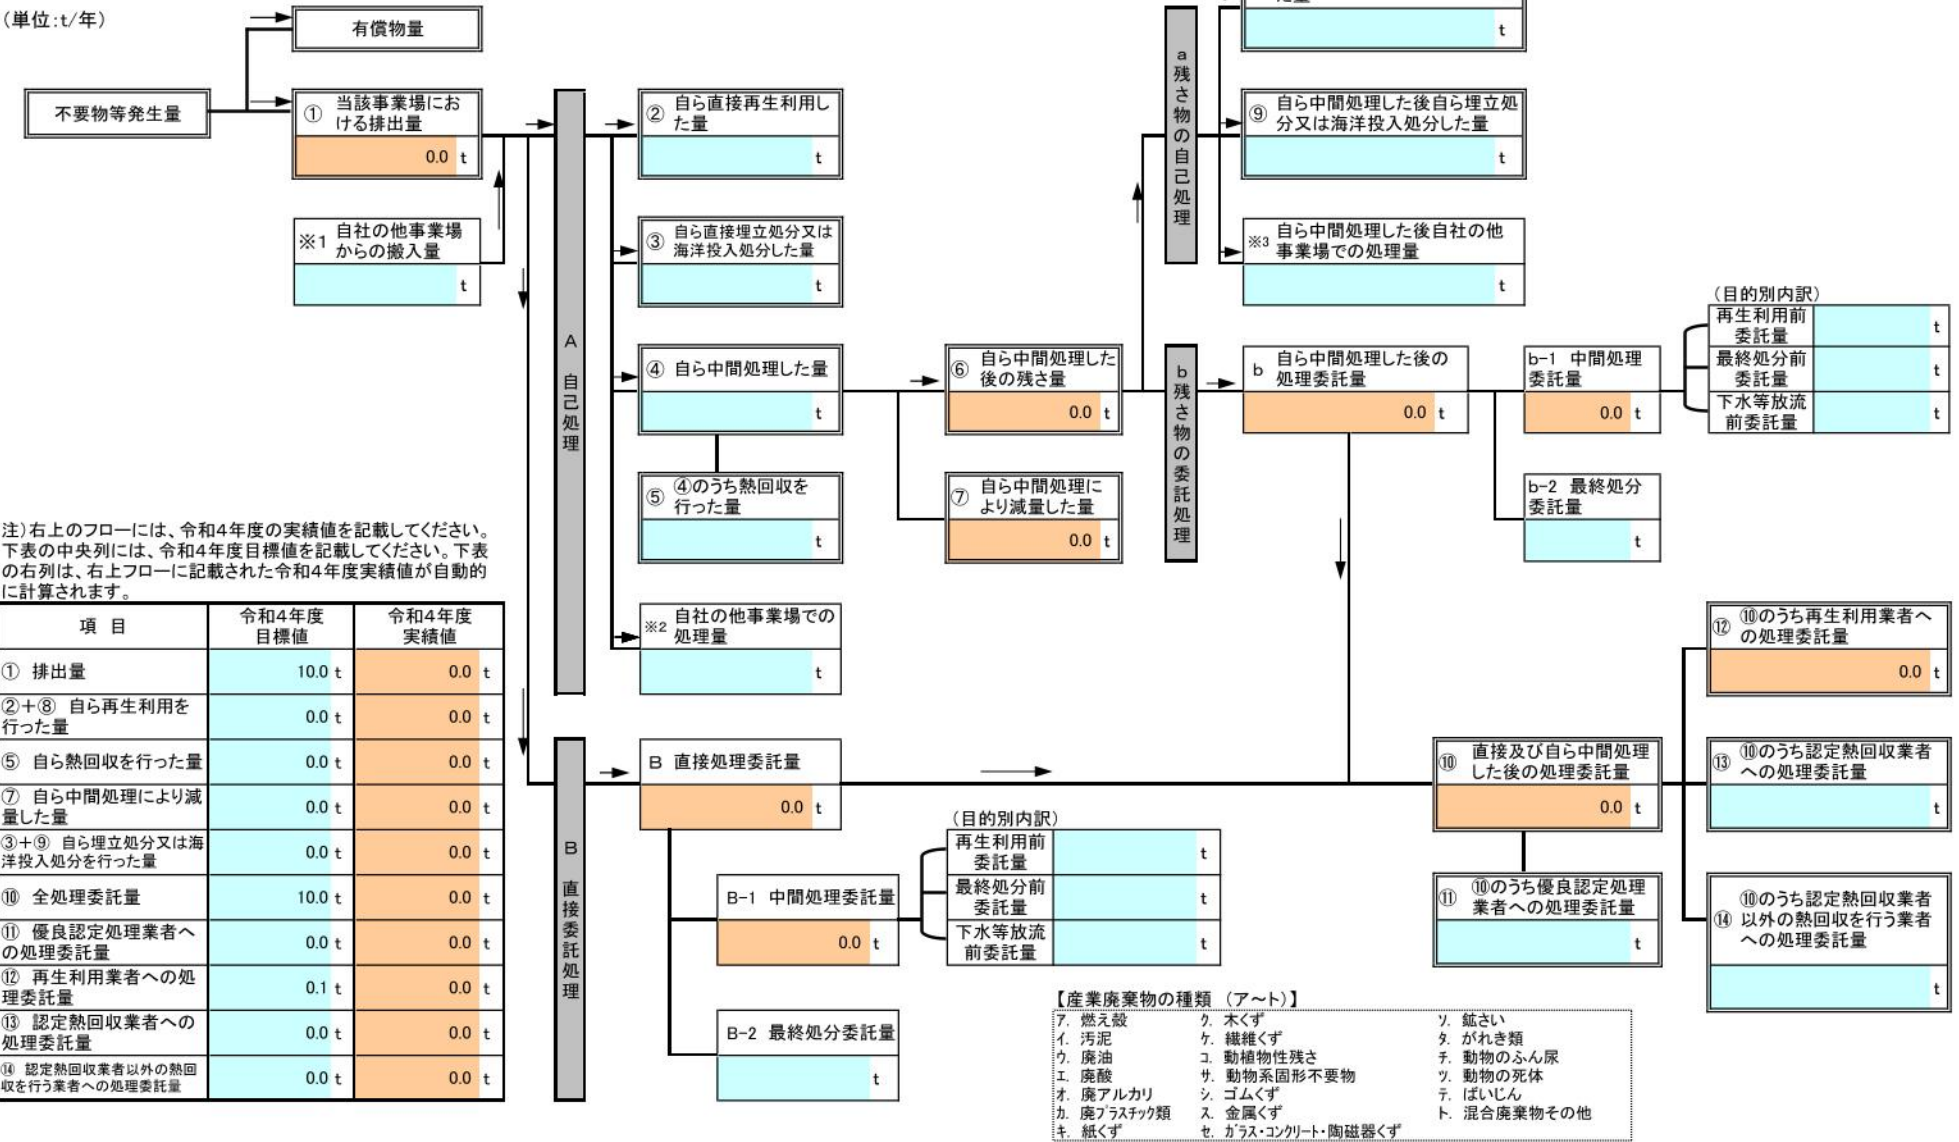 (単位:t/年)
有償物量
不要物等発生量
① 当該事業場にお
ける排出量
0.0 t
※1 自社の他事業場
からの搬入量
t
A 自己処理
② 自ら直接再生利用し
た量
t
③ 自ら直接埋立処分又は
海洋投入処分した量
t
④ 自ら中間処理した量
t
⑤ ④のうち熱回収を
行った量
t
※2 自社の他事業場での
処理量
t
⑥ 自ら中間処理した
後の残さ量
0.0 t
⑦ 自ら中間処理に
より減量した量
0.0 t
a 残さ物の自己処理
た量
t
⑨ 自ら中間処理した後自ら埋立処
分又は海洋投入処分した量
t
※3 自ら中間処理した後自社の他
事業場での処理量
t
b 残さ物の委託処理
b 自ら中間処理した後の
処理委託量
0.0 t
b-1 中間処理
委託量
0.0 t
(目的別内訳)
再生利用前
委託量
t
最終処分前
委託量
t
下水等放流
前委託量
t
b-2 最終処分
委託量
t
注)右上のフローには、令和4年度の実績値を記載してください。
下表の中央列には、令和4年度目標値を記載してください。下表
の右列は、右上フローに記載された令和4年度実績値が自動的
に計算されます。
項 目 令和4年度
目標値 令和4年度
実績値
① 排出量 10.0 t 0.0 t
②+⑧ 自ら再生利用を
行った量 0.0 t 0.0 t
⑤ 自ら熱回収を行った量 0.0 t 0.0 t
⑦ 自ら中間処理により減
量した量 0.0 t 0.0 t
③+⑨ 自ら埋立処分又は海
洋投入処分を行った量 0.0 t 0.0 t
⑩ 全処理委託量 10.0 t 0.0 t
⑪ 優良認定処理業者へ
の処理委託量 0.0 t 0.0 t
⑫ 再生利用業者への処
理委託量 0.1 t 0.0 t
⑬ 認定熱回収業者への
処理委託量 0.0 t 0.0 t
⑭ 認定熱回収業者以外の熱回
収を行う業者への処理委託量 0.0 t 0.0 t
B 直接委託処理
B 直接処理委託量
0.0 t
B-1 中間処理委託量
0.0 t
(目的別内訳)
再生利用前
委託量
t
最終処分前
委託量
t
下水等放流
前委託量
t
B-2 最終処分委託量
t
⑩ 直接及び自ら中間処理
した後の処理委託量
0.0 t
⑪ ⑩のうち優良認定処理
業者への処理委託量
t
⑫ ⑩のうち再生利用業者へ
の処理委託量
0.0 t
⑬ ⑩のうち認定熱回収業者
への処理委託量
t
⑭ ⑩のうち認定熱回収業者
以外の熱回収を行う業者
への処理委託量
t
【産業廃棄物の種類 (ア~ト)】
ア. 燃え殻 ク. 木くず ソ. 鉱さい
イ. 汚泥 ケ. 繊維くず タ. がれき類
ウ. 廃油 コ. 動植物性残さ チ. 動物のふん尿
エ. 廃酸 サ. 動物系固形不要物 ツ. 動物の死体
オ. 廃アルカリ シ. ゴムくず テ. ばいじん
カ. 廃プラスチック類 ス. 金属くず ト. 混合廃棄物その他
キ. 紙くず セ. ガラス・コンクリート・陶磁器くず